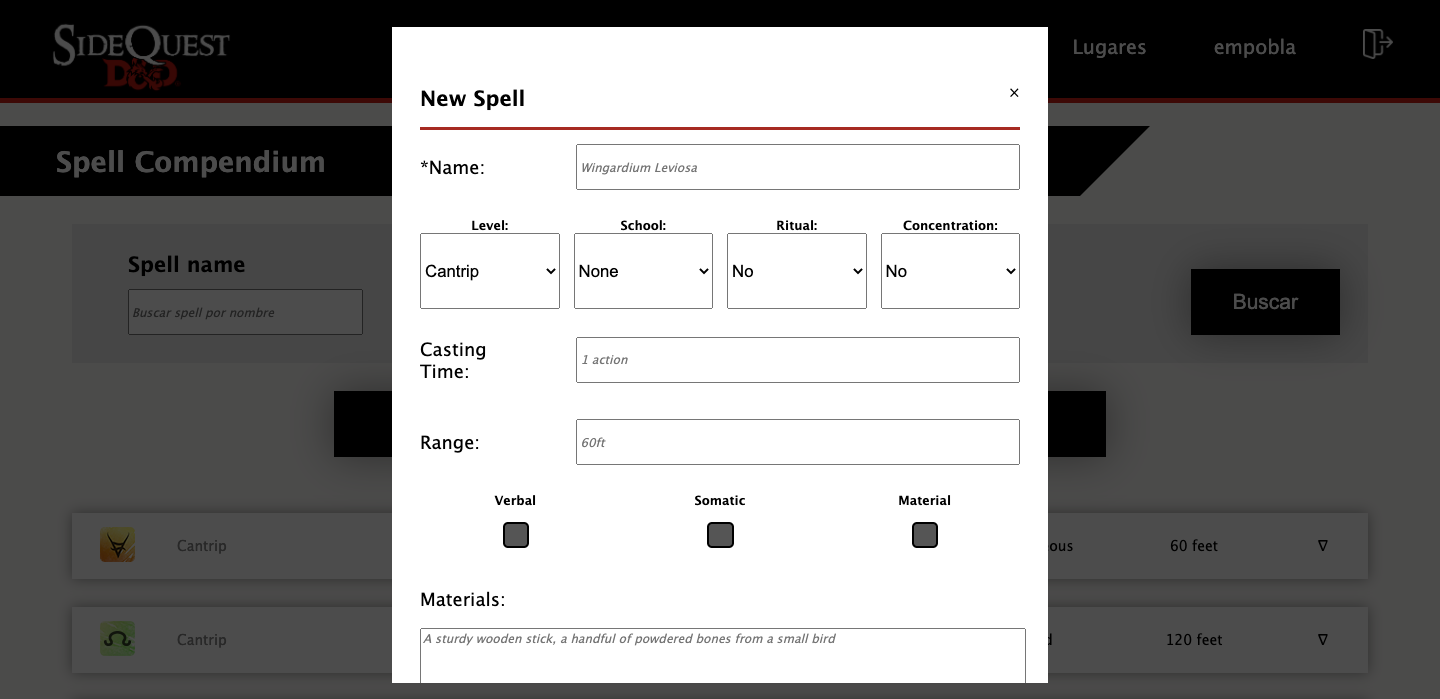 SIDEQUEST
D&D
Lugares
empobla
New Spell
×
Spell Compendium
*Name:
Wingardium Leviosa
Level:
School:
Ritual:
Concentration:
Cantrip
None
No
No
Spell name
Buscar spell por nombre
Buscar
Casting
Time:
1 action
Range:
60ft
Verbal
Somatic
Material
Cantrip
ous
60 feet
Materials:
A sturdy wooden stick, a handful of powdered bones from a small bird
Cantrip
d
120 feet